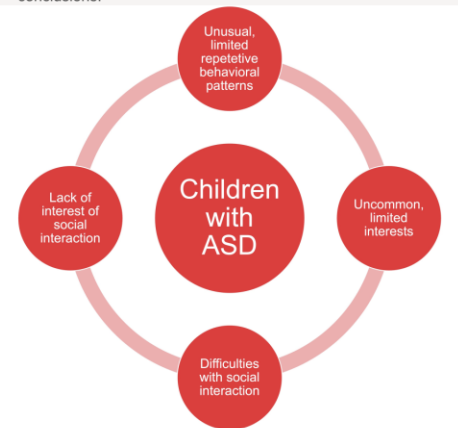 conclusions.
Unusual,
limited
repetetive
behavioral
patterns
Lack of
interest of
social
interaction
Children
with
ASD
Uncommon,
limited
interests
Difficulties
with social
interaction